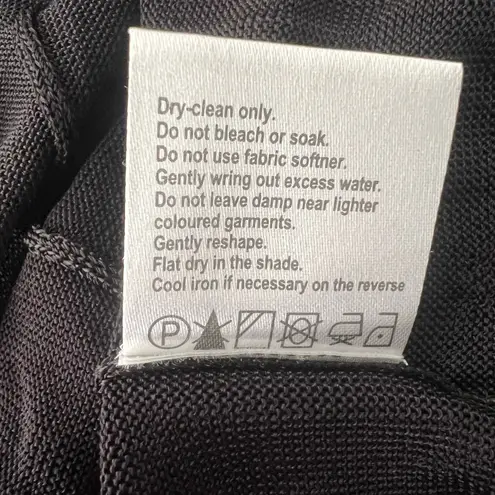 Dry-clean only.
Do not bleach or soak.
Do not use fabric softner.
Gently wring out excess water.
Do not leave damp near lighter
coloured garments.
Gently reshape.
Flat dry in the shade.
Cool iron if necessary on the reverse
P